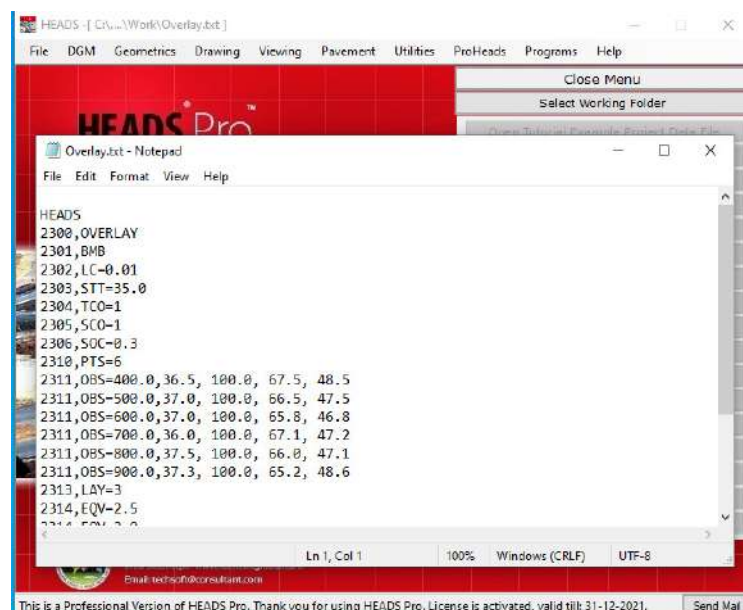 HEADS -[ C:\....\Work\Overlay.txt ]
File DGM Geometrics Drawing Viewing Pavement Utilities ProHeads Programs Help
Close Menu
Select Working Folder
HEADS Pro ™
Open Tutorial Example Project Data File
Overlay.txt - Notepad
File Edit Format View Help
HEADS
2300,OVERLAY
2301,BMB
2302,LC=0.01
2303,STT=35.0
2304,TCO=1
2305,SCO=1
2306,SOC=0.3
2310,PTS=6
2311,OBS=400.0,36.5, 100.0, 67.5, 48.5
2311,OBS=500.0,37.0, 100.0, 66.5, 47.5
2311,OBS=600.0,37.0, 100.0, 65.8, 46.8
2311,OBS=700.0,36.0, 100.0, 67.1, 47.2
2311,OBS=800.0,37.5, 100.0, 66.0, 47.1
2311,OBS=900.0,37.3, 100.0, 65.2, 48.6
2313,LAY=3
2314,EQV=2.5
Ln 1, Col 1 100% Windows (CRLF) UTF-8
Email: techsoft@consultant.com
This is a Professional Version of HEADS Pro. Thank you for using HEADS Pro. License is activated, valid till: 31-12-2021. Send Mail